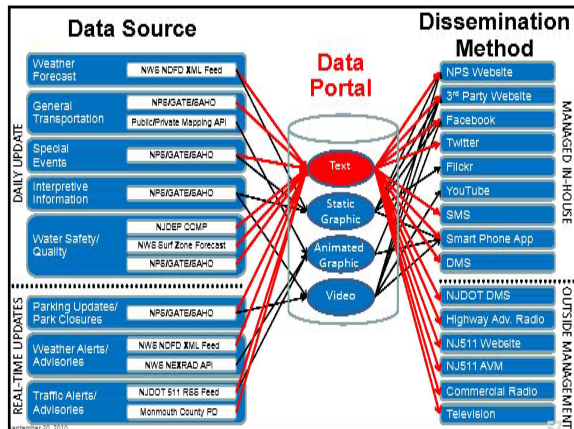 Data Source
Dissemination
Method
Data
Portal
DAILY UPDATE
Weather
Forecast
NWS NDFD XML Feed
General
Transportation
NPS/GATE/SAHO
Public/Private Mapping API
Special
Events
NPS/GATE/SAHO
Interpretive
Information
NPS/GATE/SAHO
Water Safety/
Quality
NJDEP CCMP
NWS Surf Zone Forecast
NPS/GATE/SAHO
REAL-TIME UPDATES
Parking Updates/
Park Closures
NPS/GATE/SAHO
Weather Alerts/
Advisories
NWS NDFD XML Feed
NWS NEXRAD API
Traffic Alerts/
Advisories
NJDOT 511 RSS Feed
Monmouth County PD
Text
Static
Graphic
Animated
Graphic
Video
MANAGED IN-HOUSE
NPS Website
3rd Party Website
Facebook
Twitter
Flickr
YouTube
SMS
Smart Phone App
DMS
OUTSIDE MANAGEMENT
NJDOT DMS
Highway Adv. Radio
NJ511 Website
NJ511 AVM
Commercial Radio
Television
20, 2010